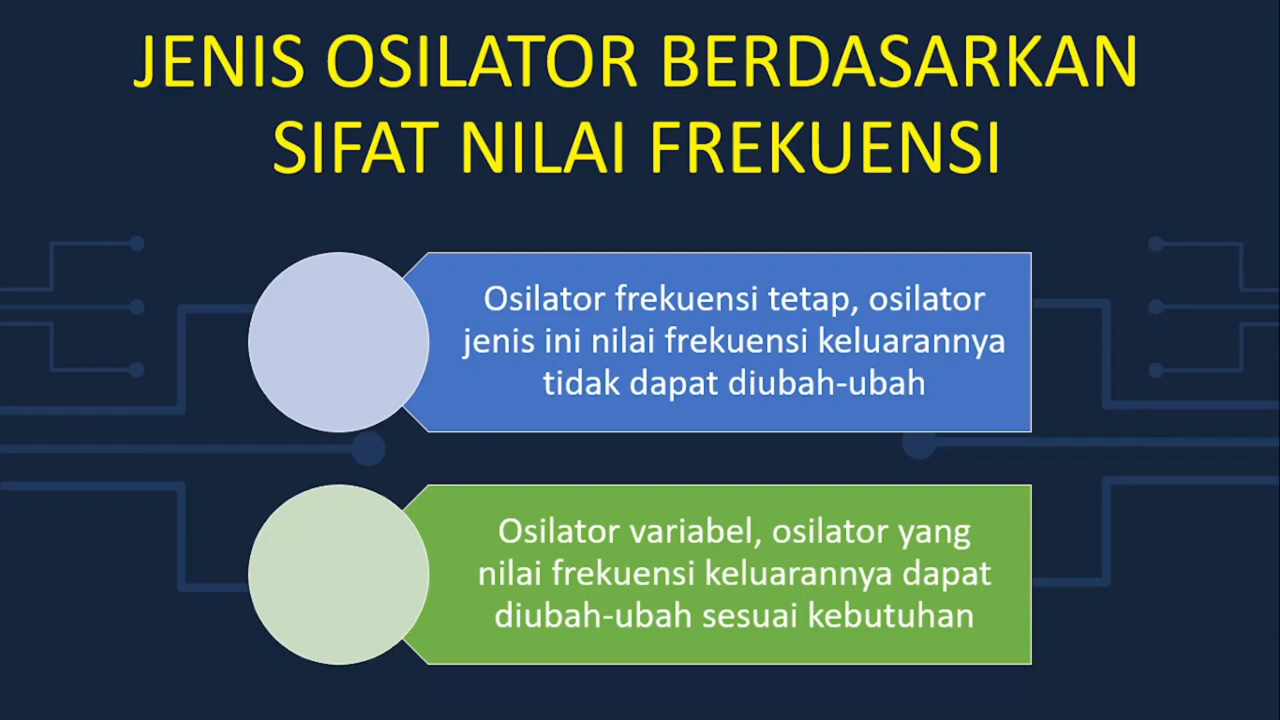 JENIS OSILATOR BERDASARKAN
SIFAT NILAI FREKUENSI
Osilator frekuensi tetap, osilator
jenis ini nilai frekuensi keluarannya
tidak dapat diubah-ubah
Osilator variabel, osilator yang
nilai frekuensi keluarannya dapat
diubah-ubah sesuai kebutuhan